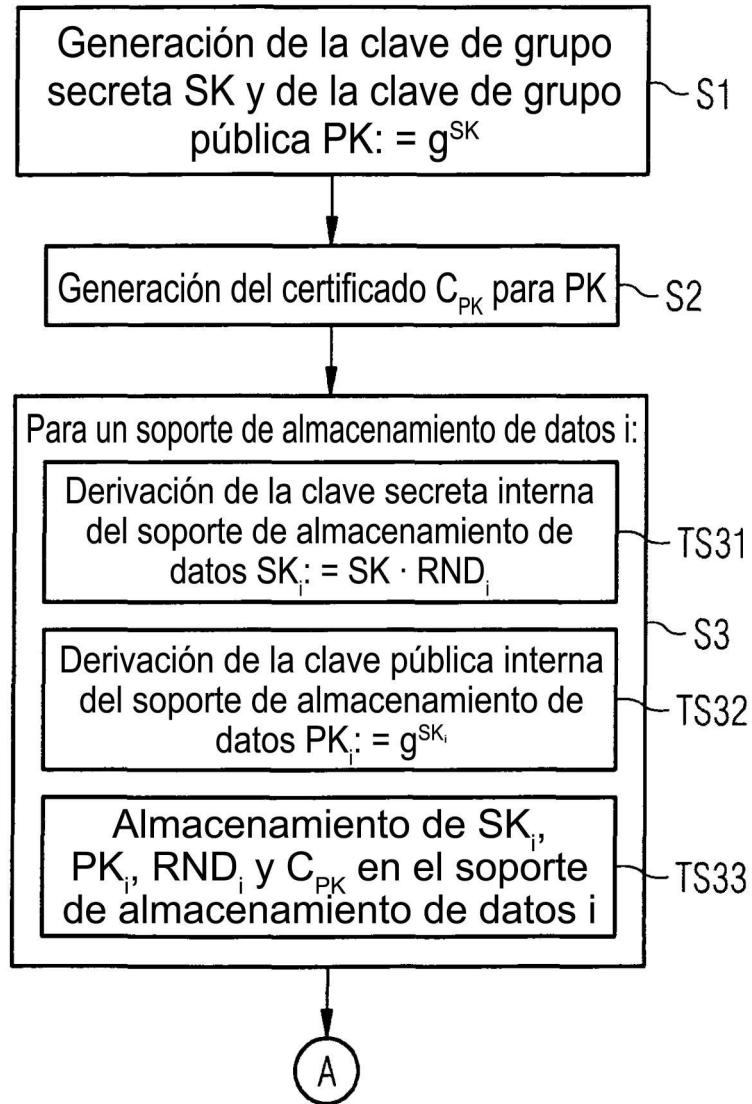 Generación de la clave de grupo
secreta SK y de la clave de grupo
pública PK: = g^SK
S1
Generación del certificado C_PK para PK
S2
Para un soporte de almacenamiento de datos i:
Derivación de la clave secreta interna
del soporte de almacenamiento de
datos SK_i: = SK · RND_i
TS31
S3
Derivación de la clave pública interna
del soporte de almacenamiento de
datos PK_i: = g^SK_i
TS32
Almacenamiento de SK_i,
PK_i, RND_i y C_PK en el soporte
de almacenamiento de datos i
TS33
A